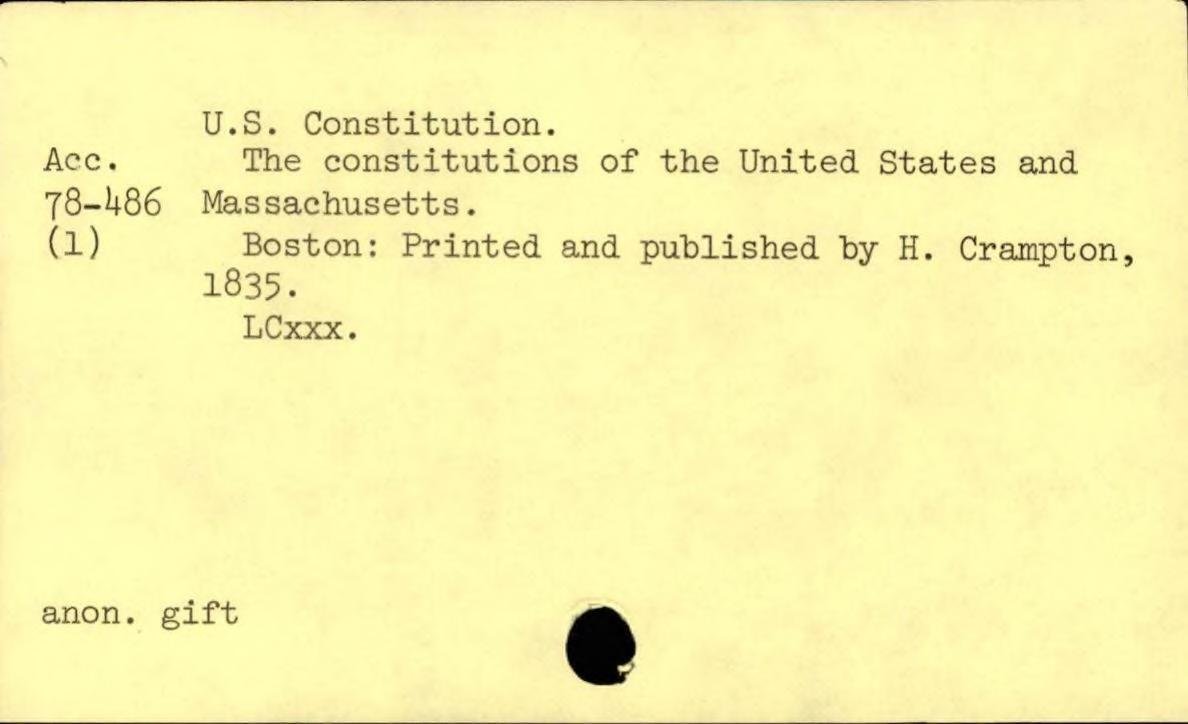 U.S. Constitution.
Acc. The constitutions of the United States and
78-486 Massachusetts.
(1) Boston: Printed and published by H. Crampton,
1835.
LCxxx.
anon. gift